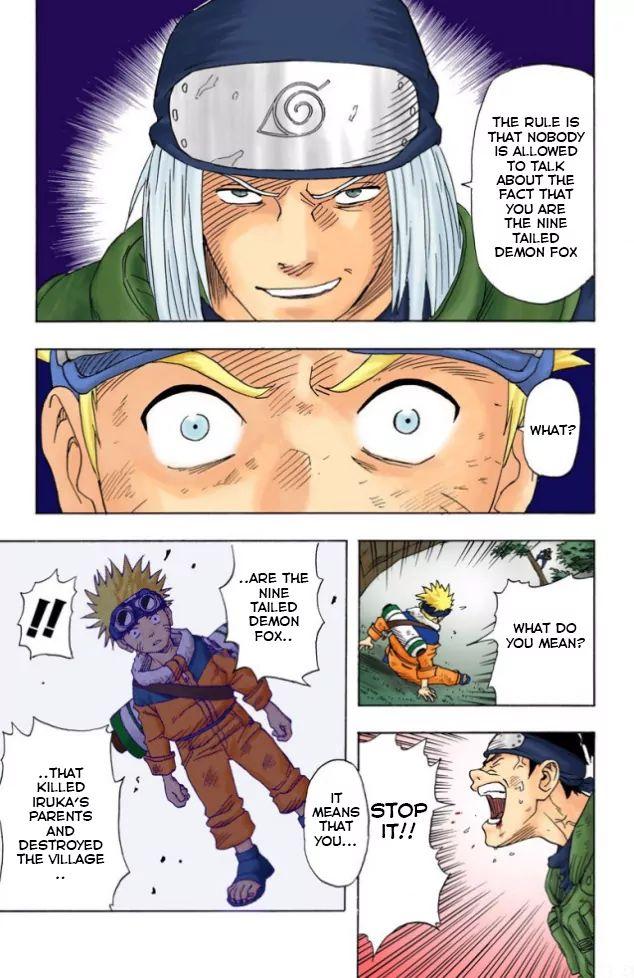 THE RULE IS
THAT NOBODY
IS ALLOWED
TO TALK
ABOUT THE
FACT THAT
YOU ARE
THE NINE
TAILED
DEMON FOX
WHAT?
WHAT DO
YOU MEAN?
STOP
IT!!
IT
MEANS
THAT
YOU...
..ARE THE
NINE
TAILED
DEMON
FOX..
!!
..THAT
KILLED
IRUKA'S
PARENTS
AND
DESTROYED
THE VILLAGE
..